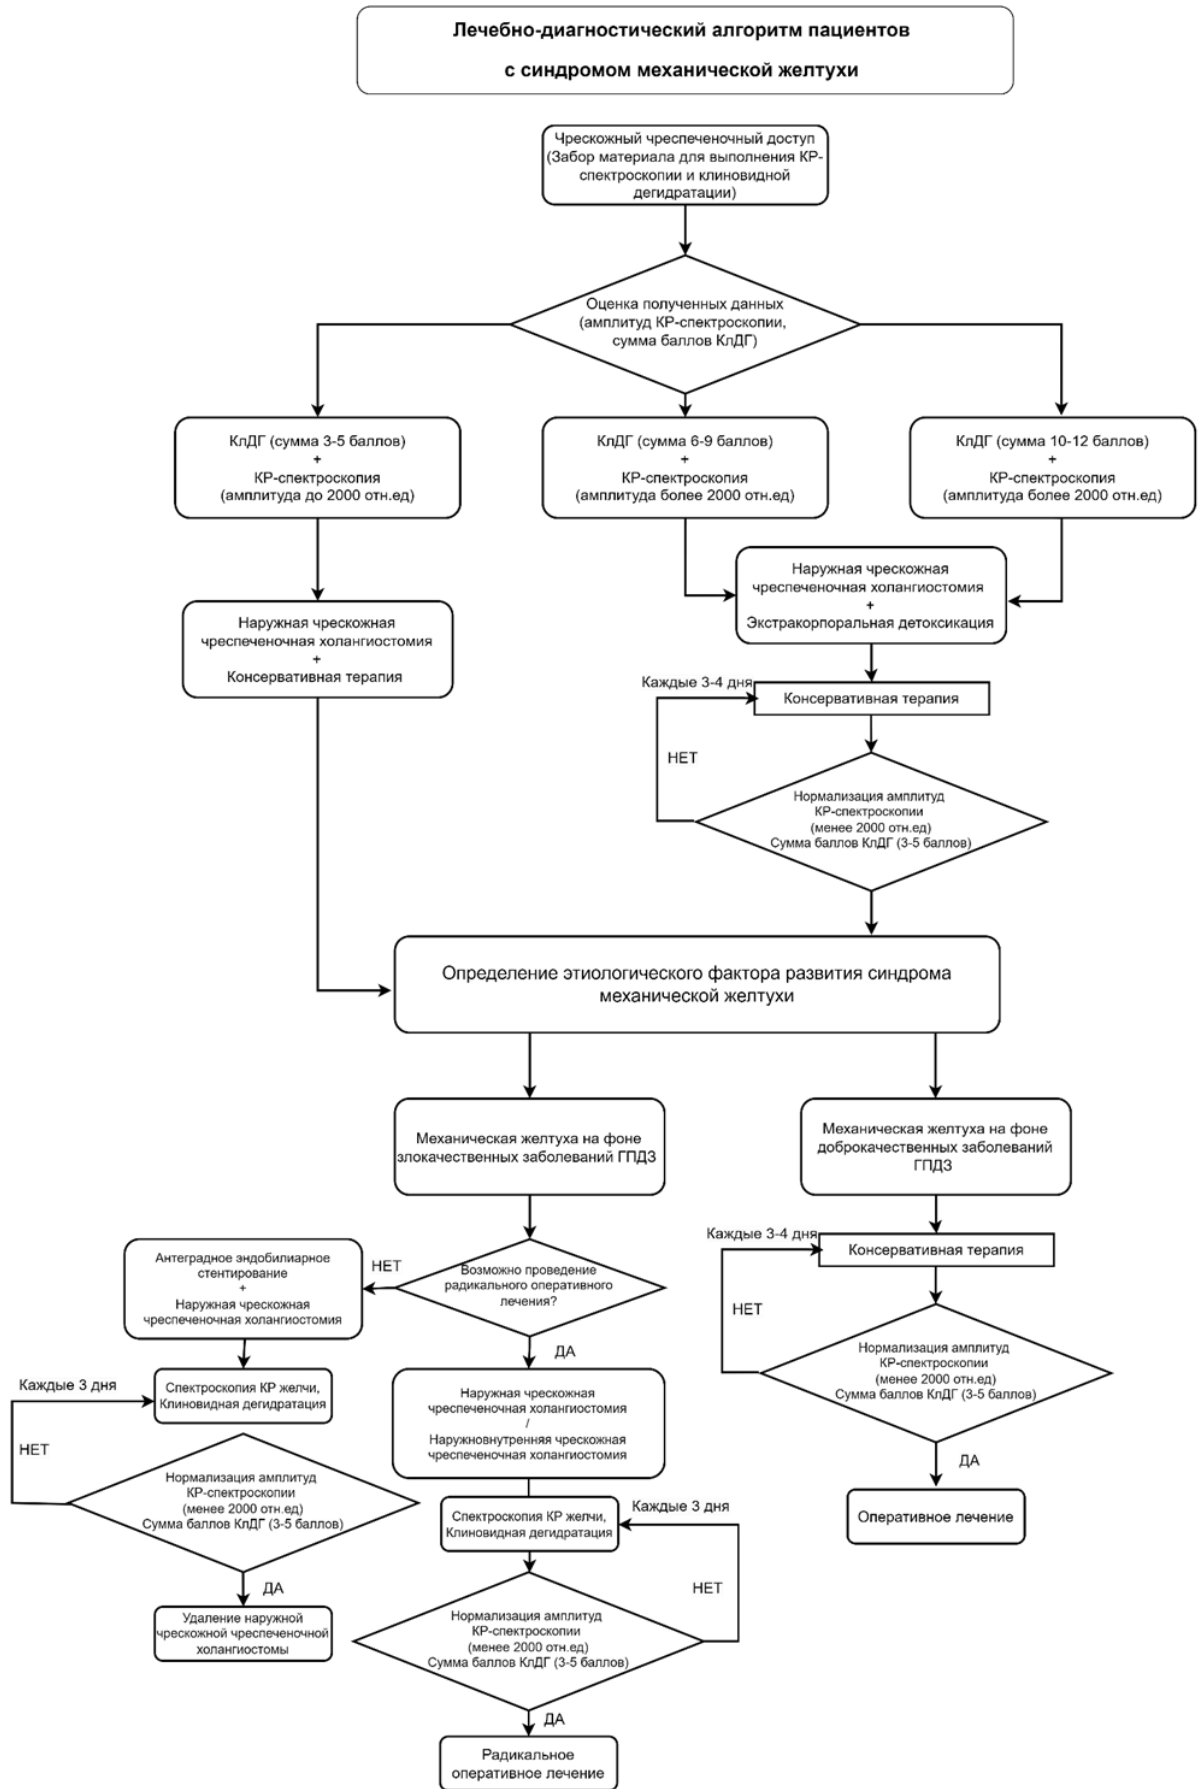 Лечебно-диагностический алгоритм пациентов
с синдромом механической желтухи
Чрескожный чреспеченочный доступ
(Забор материала для выполнения КР-
спектроскопии и клиновидной
дегидратации)
Оценка полученных данных
(амплитуд КР-спектроскопии,
сумма баллов КлДГ)
КлДГ (сумма 3-5 баллов)
+
КР-спектроскопия
(амплитуда до 2000 отн.ед)
КлДГ (сумма 6-9 баллов)
+
КР-спектроскопия
(амплитуда более 2000 отн.ед)
КлДГ (сумма 10-12 баллов)
+
КР-спектроскопия
(амплитуда более 2000 отн.ед)
Наружная чрескожная
чреспеченочная холангиостомия
+
Экстракорпоральная детоксикация
Наружная чрескожная
чреспеченочная холангиостомия
+
Консервативная терапия
Каждые 3-4 дня
Консервативная терапия
НЕТ
Нормализация амплитуд
КР-спектроскопии
(менее 2000 отн.ед)
Сумма баллов КлДГ (3-5 баллов)
Определение этиологического фактора развития синдрома
механической желтухи
Механическая желтуха на фоне
злокачественных заболеваний ГПДЗ
Механическая желтуха на фоне
доброкачественных заболеваний
ГПДЗ
Каждые 3-4 дня
Консервативная терапия
НЕТ
Нормализация амплитуд
КР-спектроскопии
(менее 2000 отн.ед)
Сумма баллов КлДГ (3-5 баллов)
ДА
Оперативное лечение
Возможно проведение
радикального оперативного
лечения?
НЕТ
Антеградное эндобилиарное
стентирование
+
Наружная чрескожная
чреспеченочная холангиостомия
Каждые 3 дня
Спектроскопия КР желчи,
Клиновидная дегидратация
НЕТ
Нормализация амплитуд
КР-спектроскопии
(менее 2000 отн.ед)
Сумма баллов КлДГ (3-5 баллов)
ДА
Удаление наружной
чрескожной чреспеченочной
холангиостомы
ДА
Наружная чрескожная
чреспеченочная холангиостомия
/
Наружновнутренняя чрескожная
чреспеченочная холангиостомия
Каждые 3 дня
Спектроскопия КР желчи,
Клиновидная дегидратация
НЕТ
Нормализация амплитуд
КР-спектроскопии
(менее 2000 отн.ед)
Сумма баллов КлДГ (3-5 баллов)
ДА
Радикальное
оперативное лечение